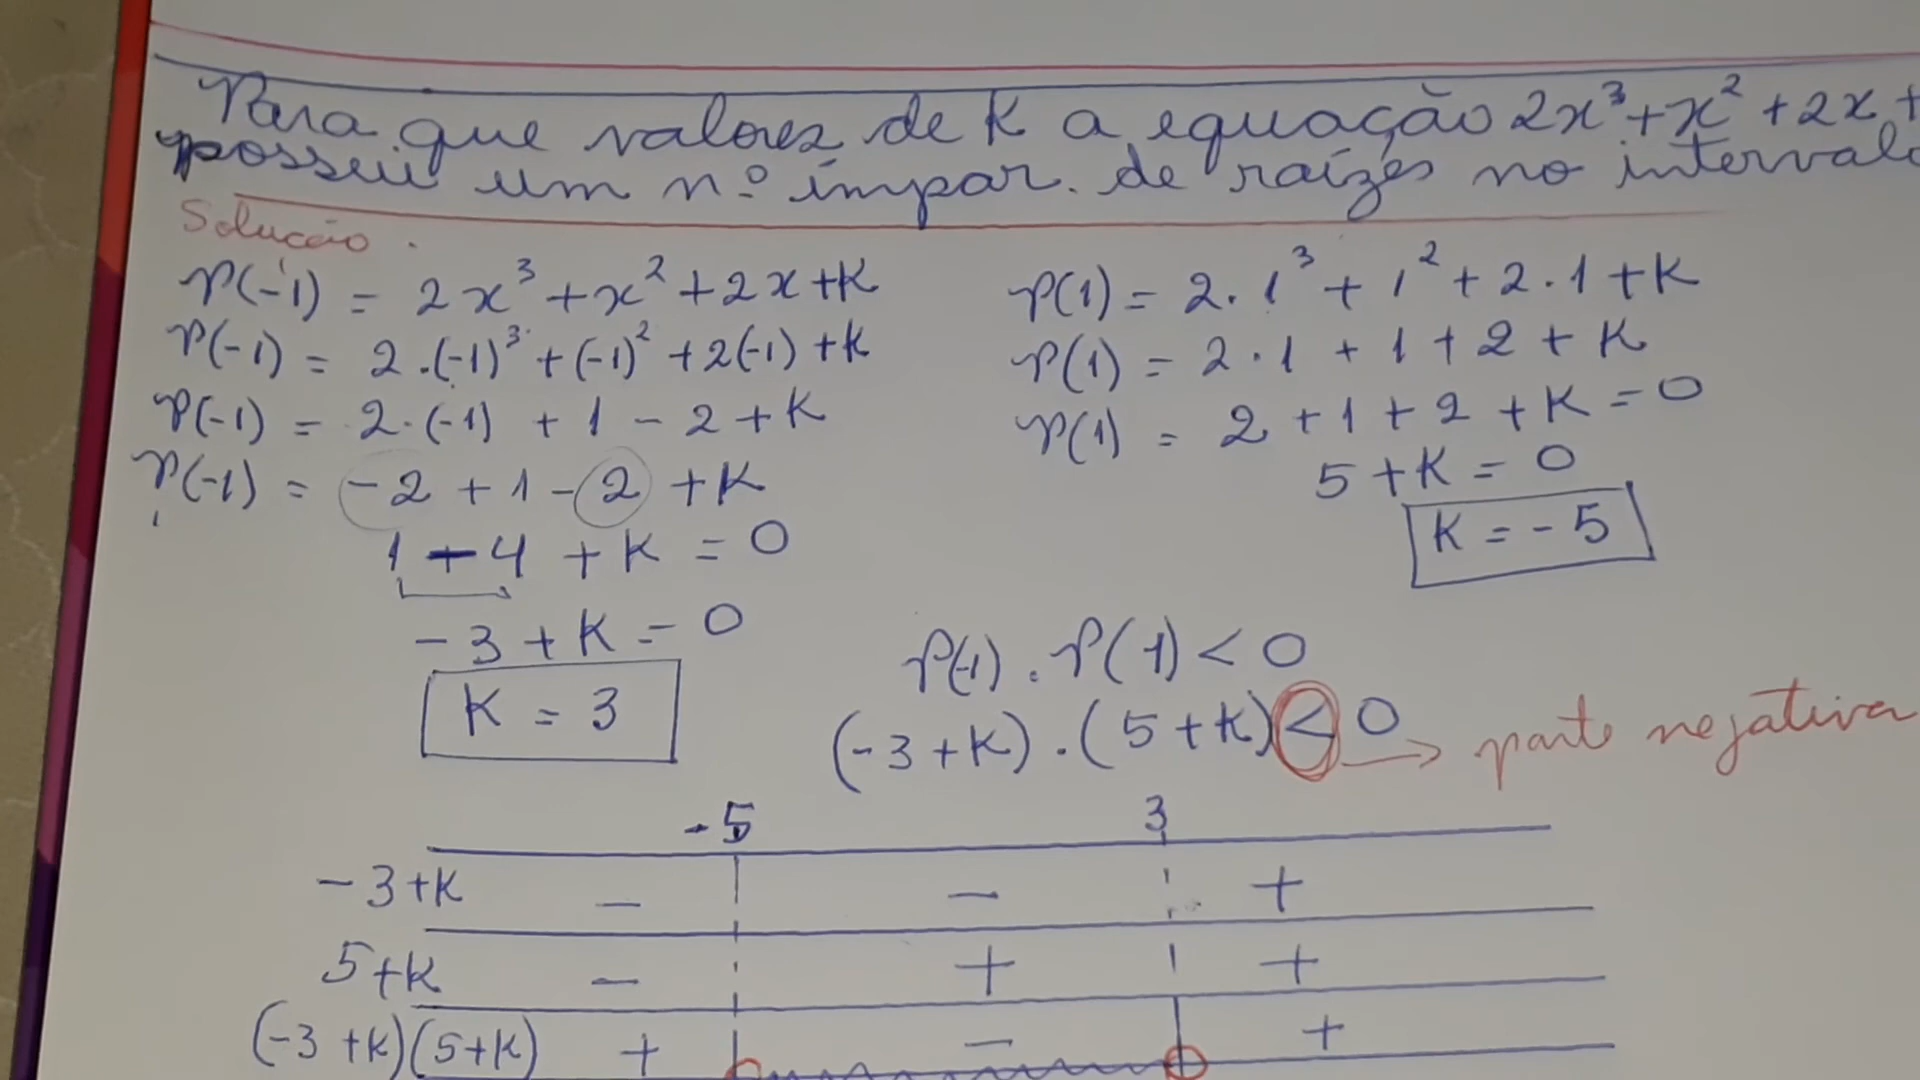 Para que valores de K a equação 2x³+x²+2x+
possui um nº ímpar. de raízes no intervalo
Solução.
P(-1) = 2x³+x²+2x+K
P(-1) = 2.(-1)³+(-1)²+2(-1)+K
P(-1) = 2.(-1) + 1 - 2 + K
P(-1) = -2 + 1 - 2 + K
1 - 4 + K = 0
-3 + K = 0
K = 3
P(1) = 2.1³ + 1² + 2.1 + K
P(1) = 2.1 + 1 + 2 + K
P(1) = 2 + 1 + 2 + K = 0
5 + K = 0
K = -5
P(-1) . P(1) < 0
(-3+K) . (5+K) < 0 → parte negativa
-5 3
-3+K - - +
5+K - + +
(-3+K)(5+K) + - +